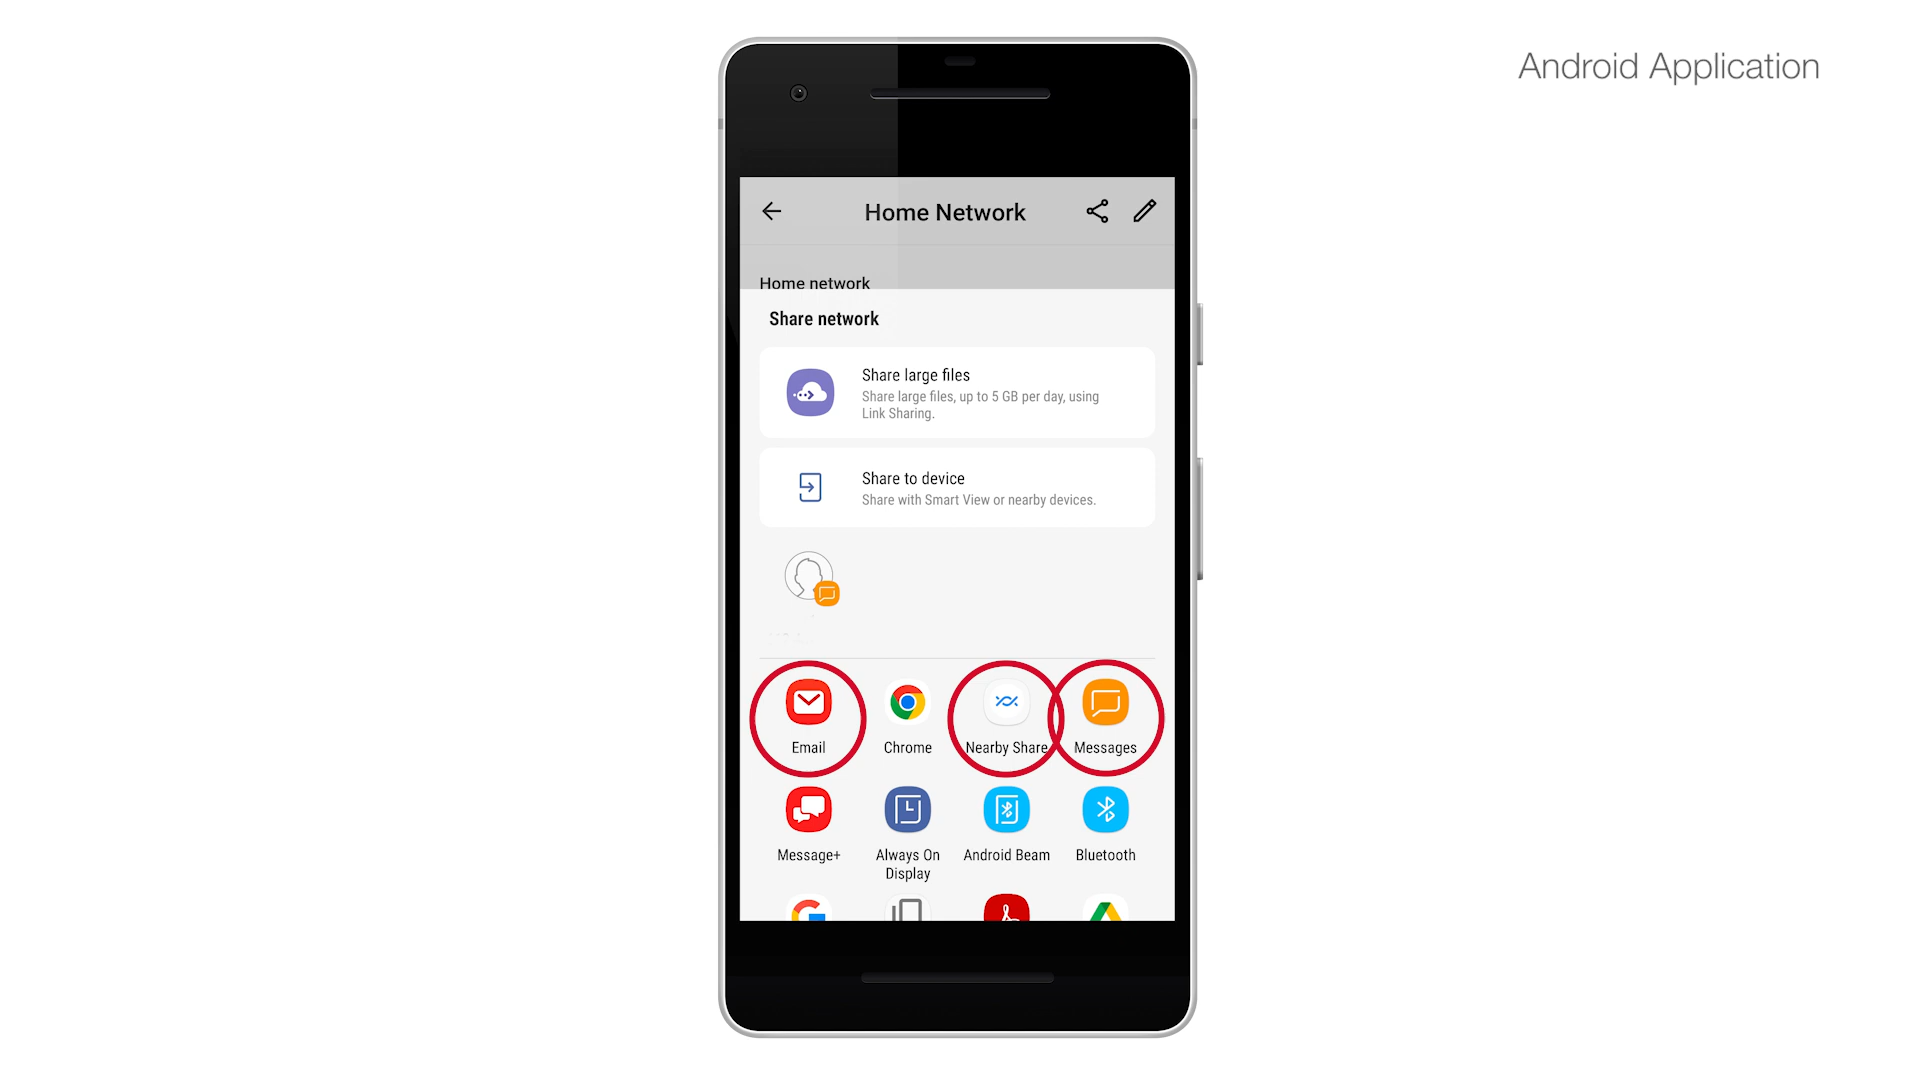 Android Application
Home Network
Home network
Share network
Share large files
Share large files, up to 5 GB per day, using
Link Sharing.
Share to device
Share with Smart View or nearby devices.
Email
Chrome
Nearby Share
Messages
Message+
Always On
Display
Android Beam
Bluetooth